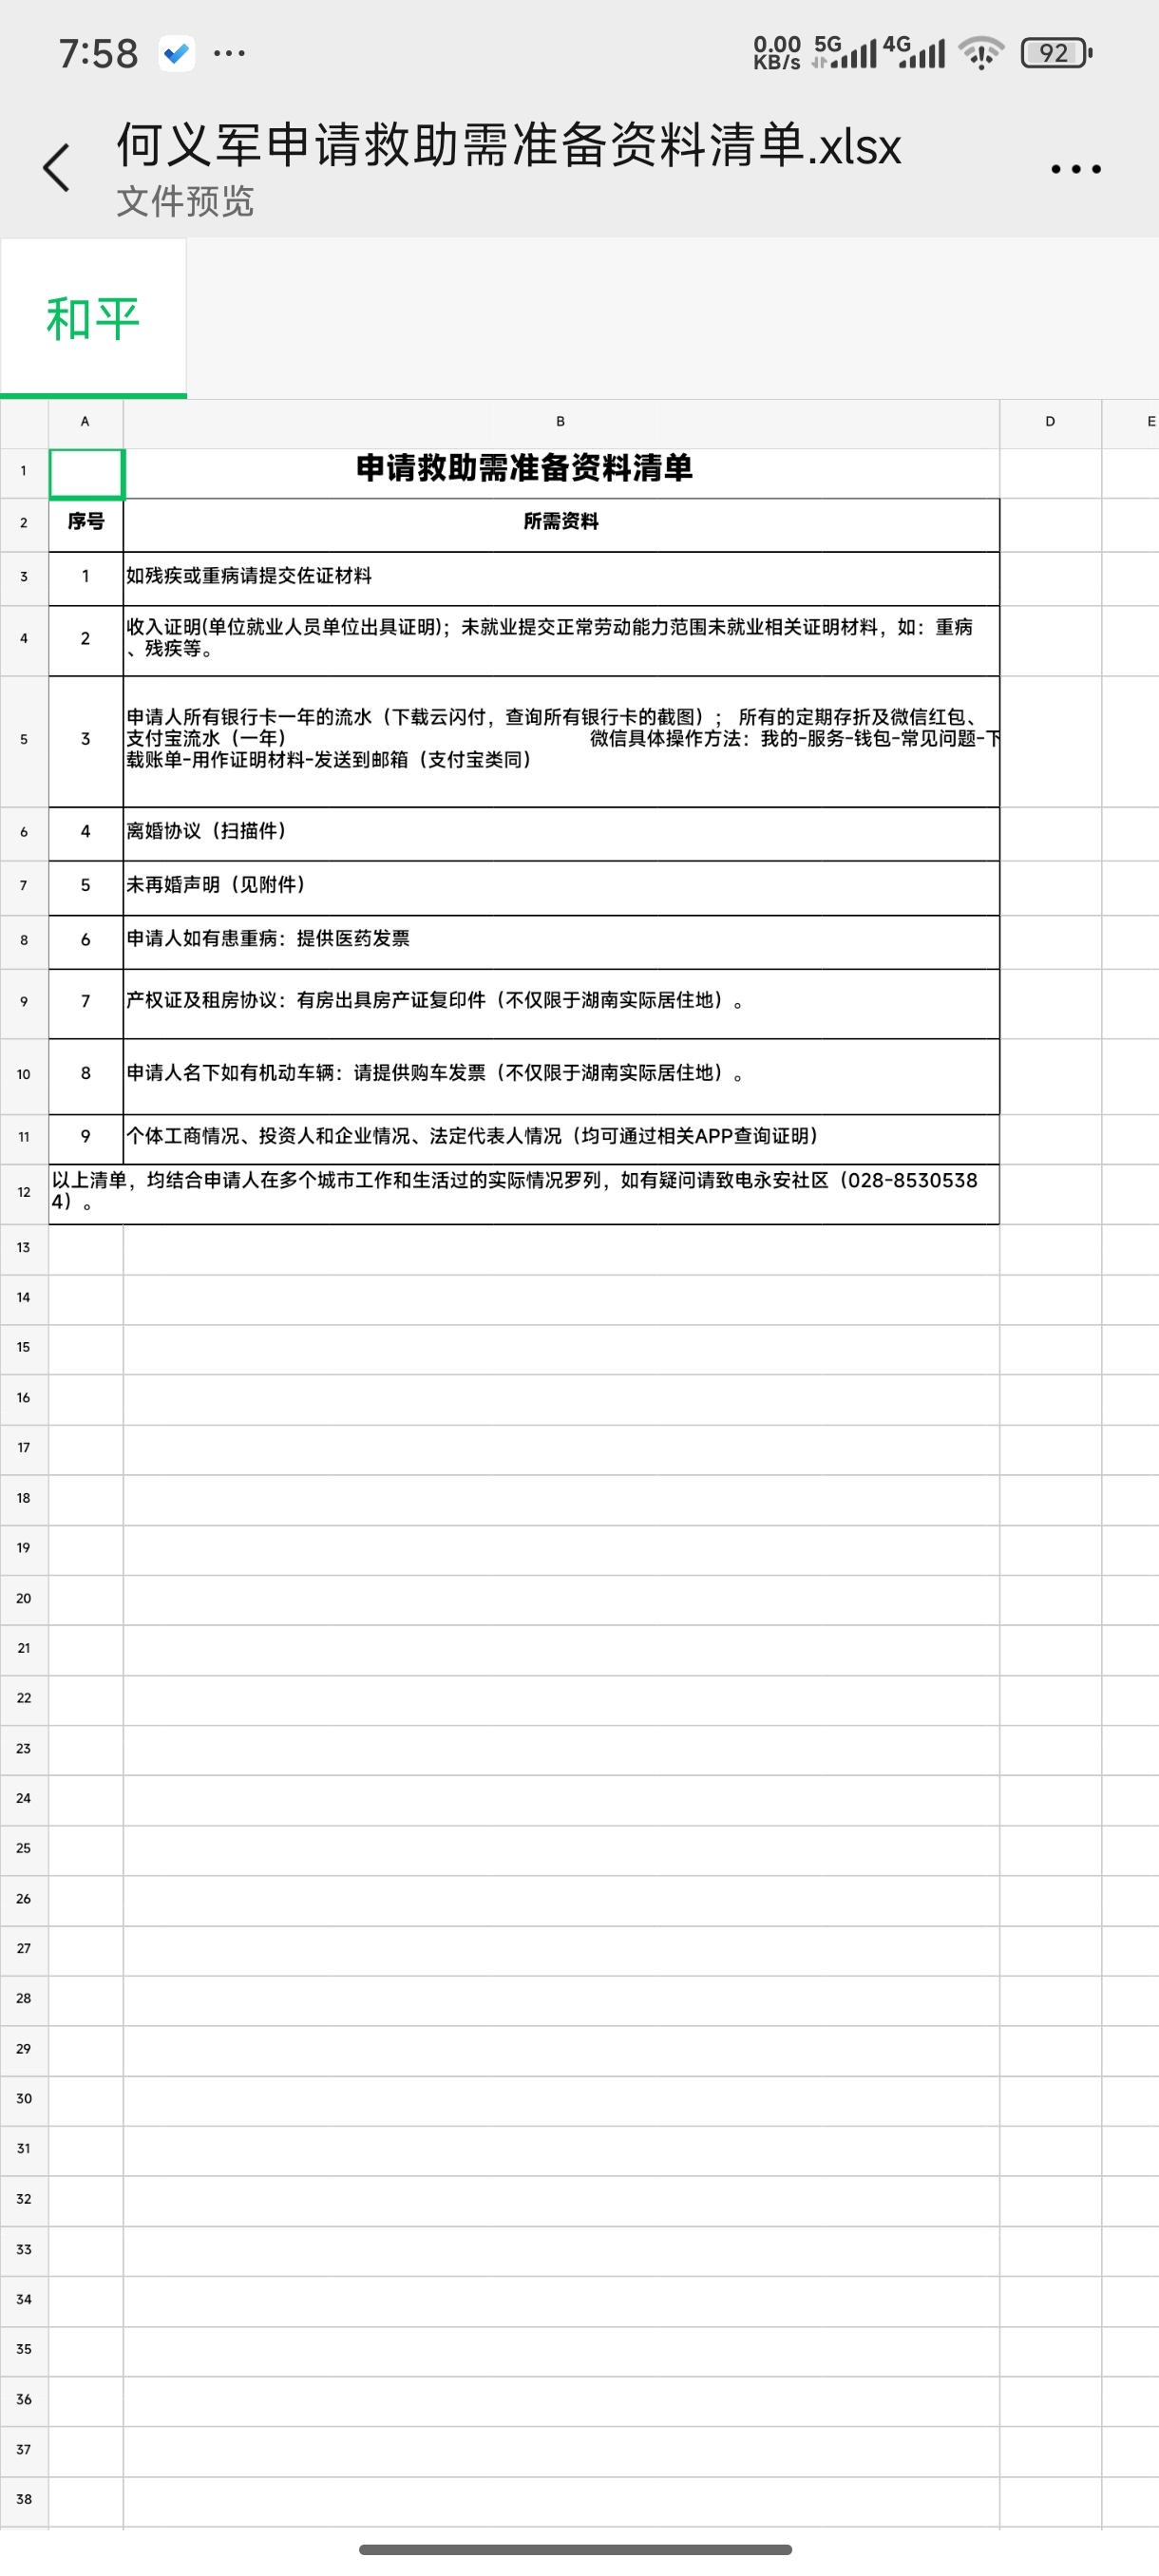 7:58
0.00 KB/s 5G 4G 92
何义军申请救助需准备资料清单.xlsx
文件预览
和平
A B D E
1 申请救助需准备资料清单
2 序号 所需资料
3 1 如残疾或重病请提交佐证材料
4 2 收入证明(单位就业人员单位出具证明)；未就业提交正常劳动能力范围未就业相关证明材料，如：重病
、残疾等。
5 3 申请人所有银行卡一年的流水（下载云闪付，查询所有银行卡的截图）； 所有的定期存折及微信红包、
支付宝流水（一年） 微信具体操作方法：我的-服务-钱包-常见问题-下
载账单-用作证明材料-发送到邮箱（支付宝类同）
6 4 离婚协议（扫描件）
7 5 未再婚声明（见附件）
8 6 申请人如有患重病：提供医药发票
9 7 产权证及租房协议：有房出具房产证复印件（不仅限于湖南实际居住地）。
10 8 申请人名下如有机动车辆：请提供购车发票（不仅限于湖南实际居住地）。
11 9 个体工商情况、投资人和企业情况、法定代表人情况（均可通过相关APP查询证明）
12 以上清单，均结合申请人在多个城市工作和生活过的实际情况罗列，如有疑问请致电永安社区（028-8530538
4）。
13
14
15
16
17
18
19
20
21
22
23
24
25
26
27
28
29
30
31
32
33
34
35
36
37
38